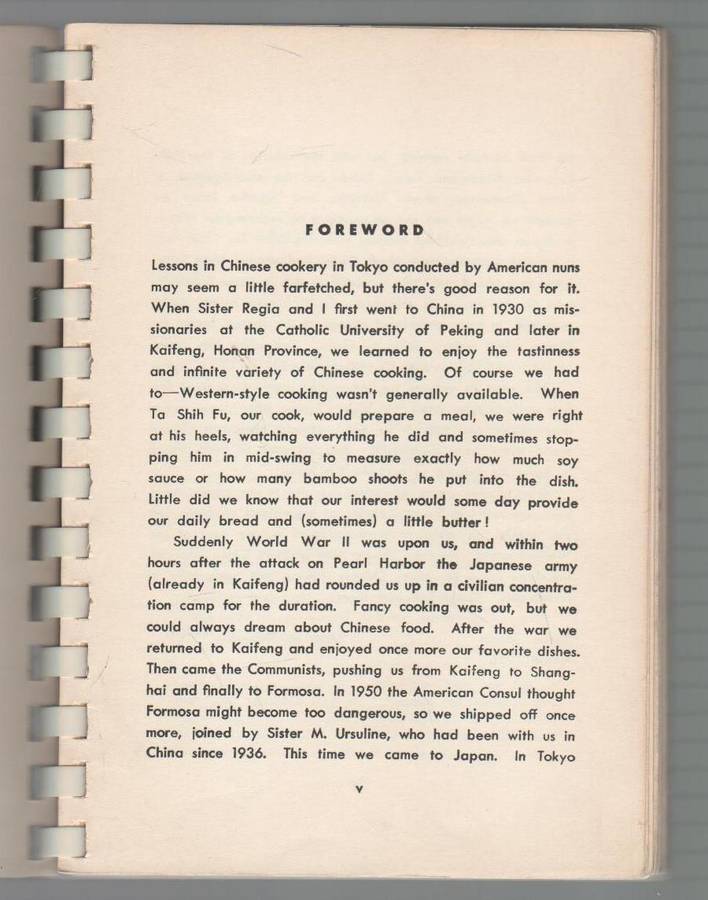 FOREWORD
Lessons in Chinese cookery in Tokyo conducted by American nuns
may seem a little farfetched, but there's good reason for it.
When Sister Regia and I first went to China in 1930 as mis-
sionaries at the Catholic University of Peking and later in
Kaifeng, Honan Province, we learned to enjoy the tastinness
and infinite variety of Chinese cooking. Of course we had
to—Western-style cooking wasn't generally available. When
Ta Shih Fu, our cook, would prepare a meal, we were right
at his heels, watching everything he did and sometimes stop-
ping him in mid-swing to measure exactly how much soy
sauce or how many bamboo shoots he put into the dish.
Little did we know that our interest would some day provide
our daily bread and (sometimes) a little butter!
Suddenly World War II was upon us, and within two
hours after the attack on Pearl Harbor the Japanese army
(already in Kaifeng) had rounded us up in a civilian concentra-
tion camp for the duration. Fancy cooking was out, but we
could always dream about Chinese food. After the war we
returned to Kaifeng and enjoyed once more our favorite dishes.
Then came the Communists, pushing us from Kaifeng to Shang-
hai and finally to Formosa. In 1950 the American Consul thought
Formosa might become too dangerous, so we shipped off once
more, joined by Sister M. Ursuline, who had been with us in
China since 1936. This time we came to Japan. In Tokyo
v